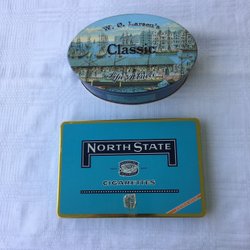 W. Ö. Larsen's
Classic
NORTH STATE
CIGARETTES